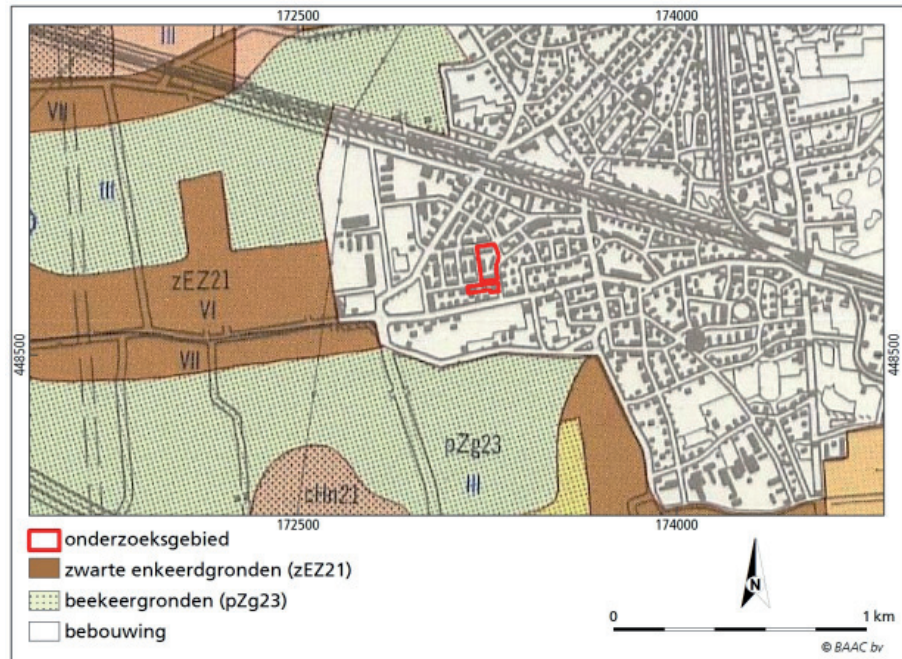 172500
174000
III
VII
III
zEZ21
VI
448500
448500
VII
pZg23
III
cHn21
172500
174000
onderzoeksgebied
zwarte enkeerdgronden (zEZ21)
beekeergronden (pZg23)
bebouwing
N
0
1 km
© BAAC bv